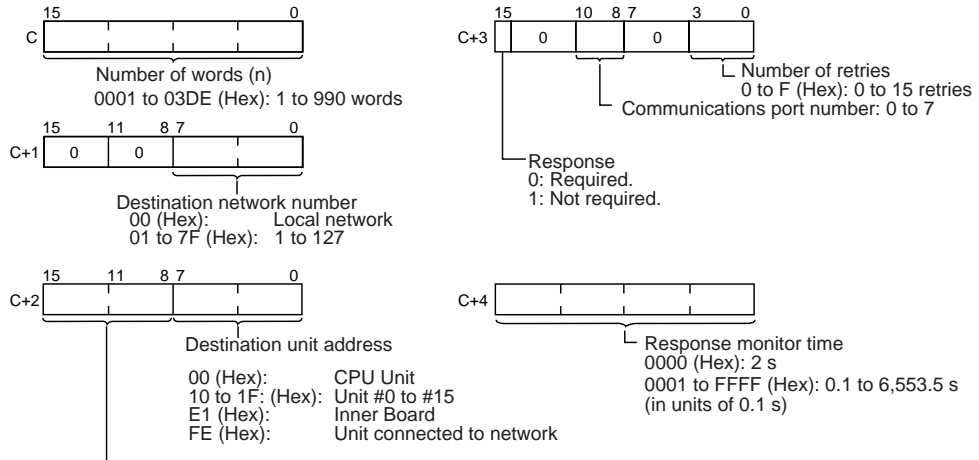 15 0
C
Number of words (n)
0001 to 03DE (Hex): 1 to 990 words
15 11 8 7 0
C+1 0 0
Destination network number
00 (Hex): Local network
01 to 7F (Hex): 1 to 127
15 11 8 7 0
C+2
Destination unit address
00 (Hex): CPU Unit
10 to 1F: (Hex): Unit #0 to #15
E1 (Hex): Inner Board
FE (Hex): Unit connected to network
15 10 8 7 3 0
C+3 0 0
Number of retries
0 to F (Hex): 0 to 15 retries
Communications port number: 0 to 7
Response
0: Required.
1: Not required.
C+4
Response monitor time
0000 (Hex): 2 s
0001 to FFFF (Hex): 0.1 to 6,553.5 s
(in units of 0.1 s)